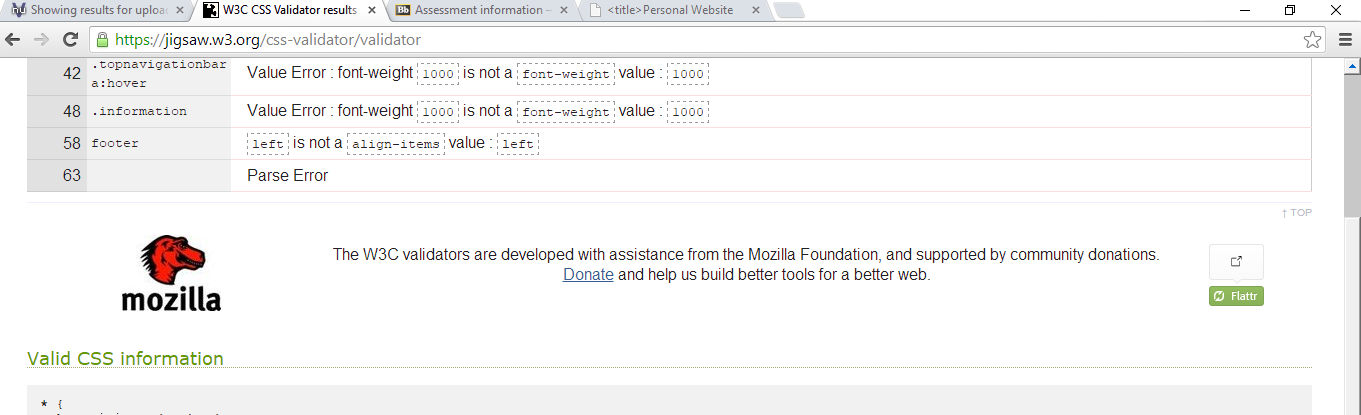 Showing results for uploa
W3C CSS Validator results
Assessment information –
<title>Personal Website
https://jigsaw.w3.org/css-validator/validator
42 .topnavigationbar a:hover Value Error : font-weight 1000 is not a font-weight value : 1000
48 .information Value Error : font-weight 1000 is not a font-weight value : 1000
58 footer left is not a align-items value : left
63 Parse Error
↑ TOP
mozilla
The W3C validators are developed with assistance from the Mozilla Foundation, and supported by community donations.
Donate and help us build better tools for a better web.
Flattr
Valid CSS information
* {